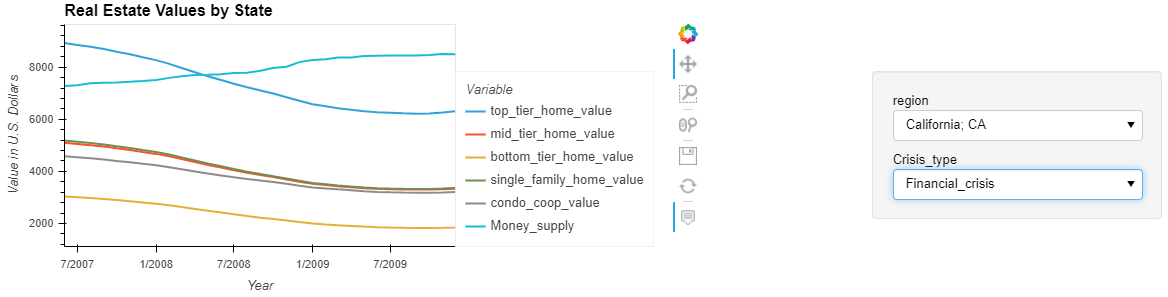 Real Estate Values by State
Value in U.S. Dollars
8000
6000
4000
2000
7/2007
1/2008
7/2008
1/2009
7/2009
Year
Variable
top_tier_home_value
mid_tier_home_value
bottom_tier_home_value
single_family_home_value
condo_coop_value
Money_supply
region
California; CA
Crisis_type
Financial_crisis